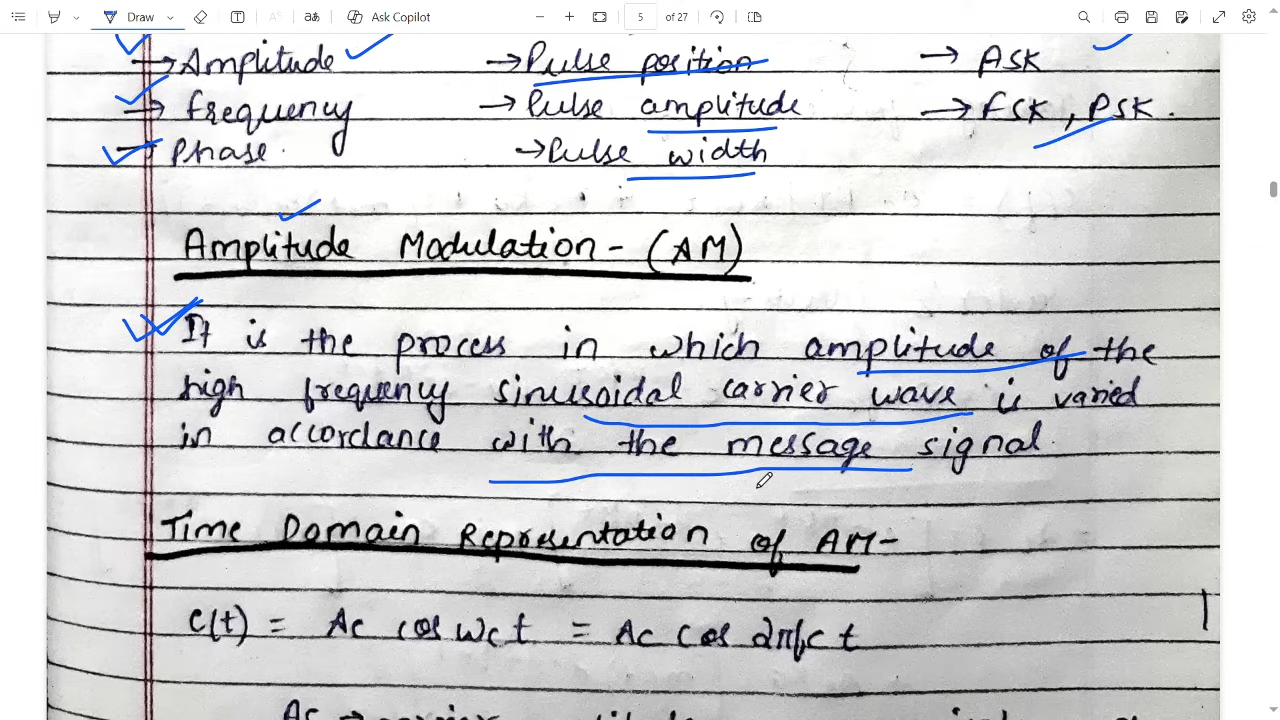 Draw
Ask Copilot
5 of 27
→ Amplitude → Pulse position → ASK
→ frequency → Pulse amplitude → FSK, PSK.
→ Phase. → Pulse width
Amplitude Modulation - (AM)
It is the process in which amplitude of the
high frequency sinusoidal carrier wave is varied
in accordance with the message signal.
Time Domain Representation of AM-
c(t) = Ac cos wc t = Ac cos 2πfc t
Ac →